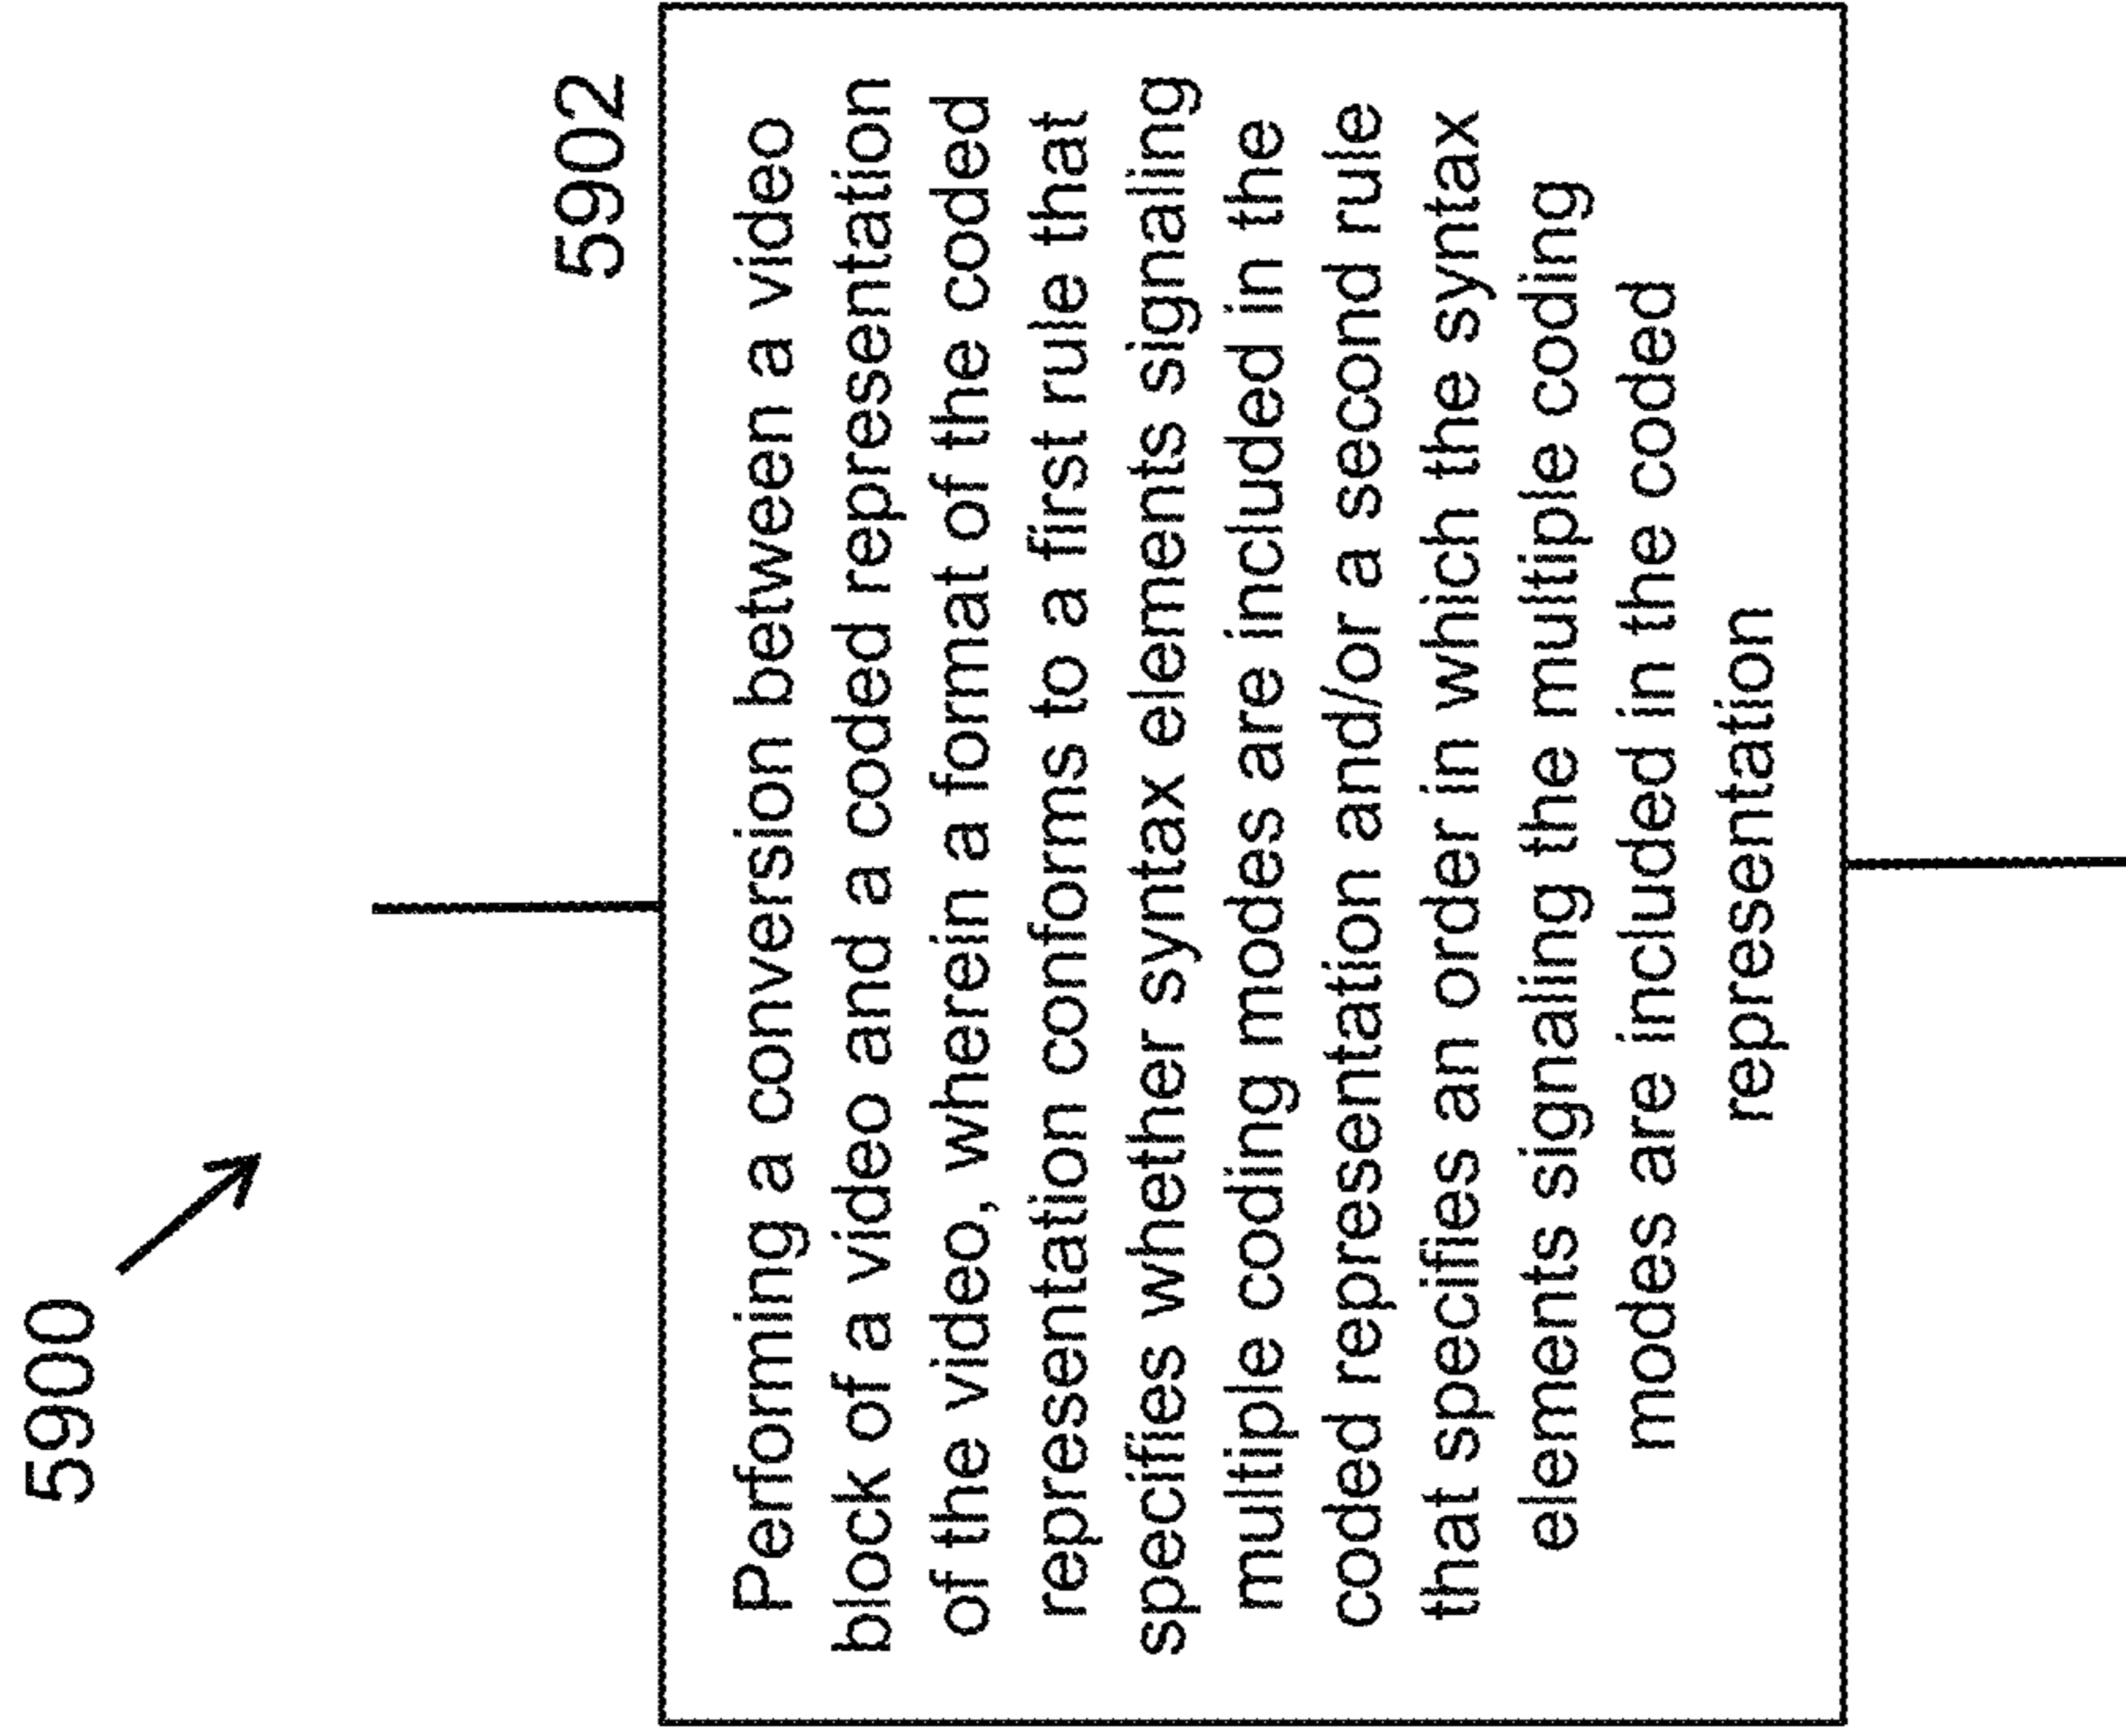 5900
5902
Performing a conversion between a video
block of a video and a coded representation
of the video, wherein a format of the coded
representation conforms to a first rule that
specifies whether syntax elements signaling
multiple coding modes are included in the
coded representation and/or a second rule
that specifies an order in which the syntax
elements signaling the multiple coding
modes are included in the coded
representation